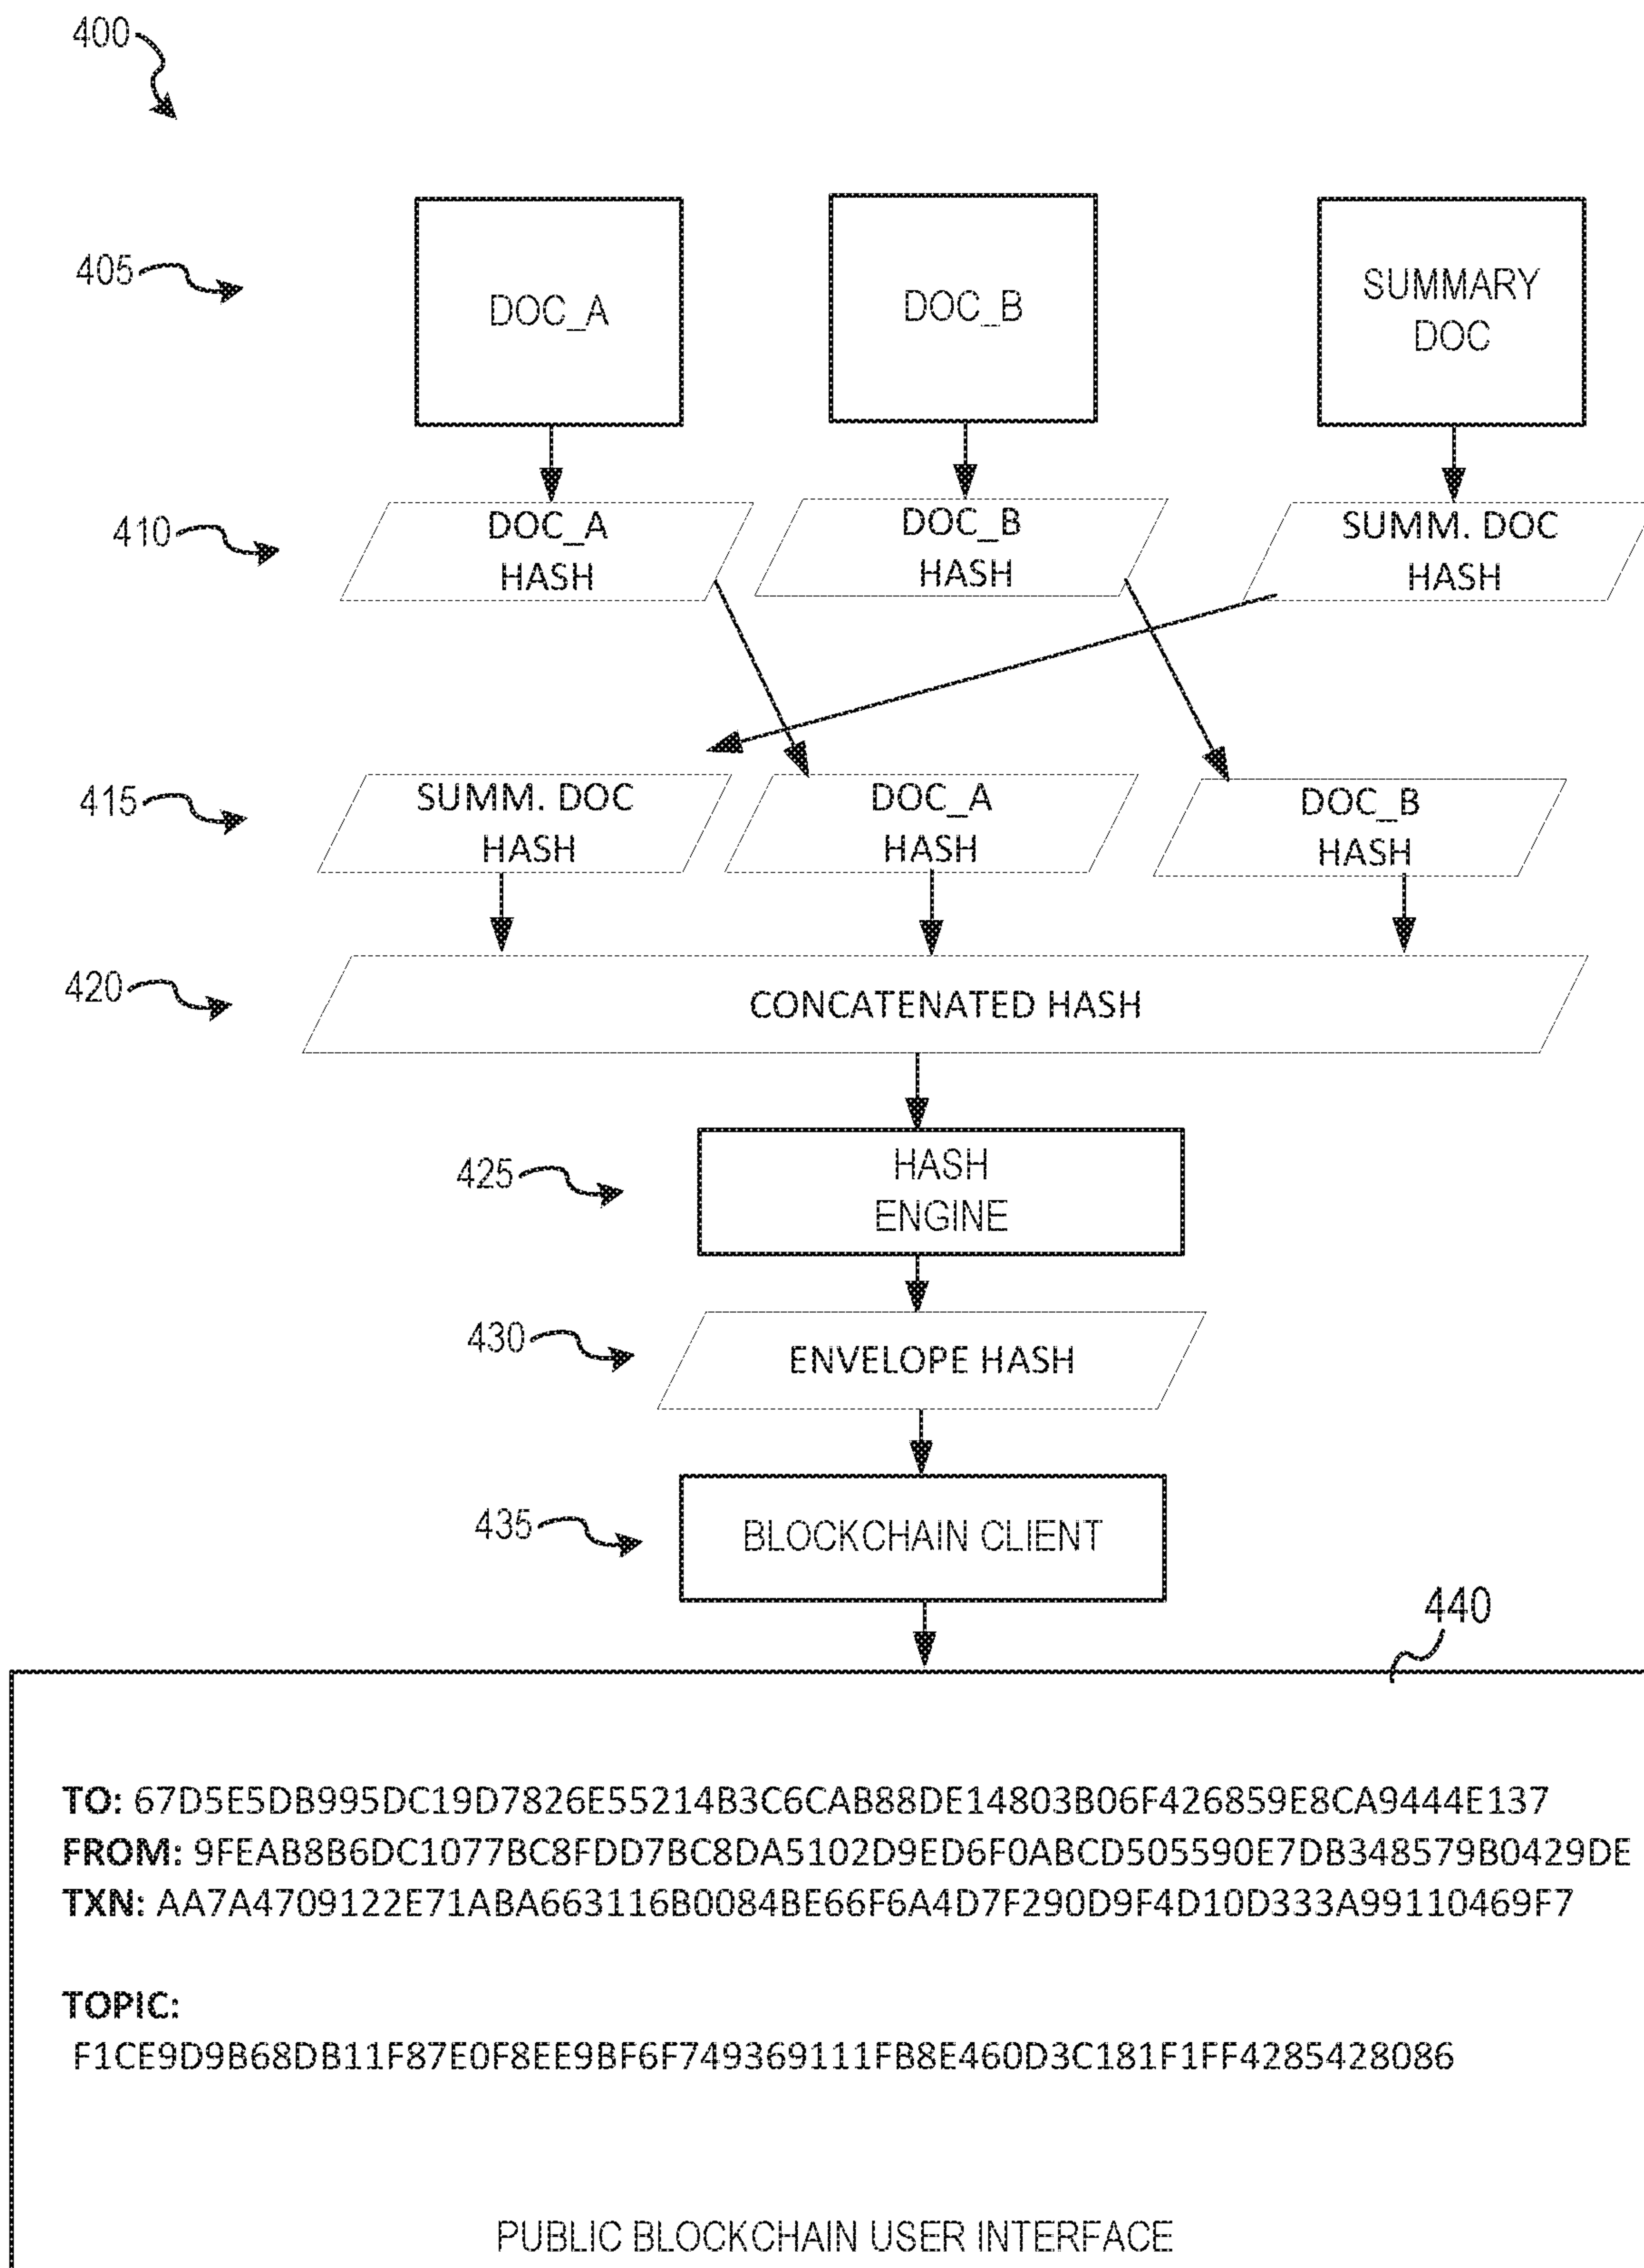 400
405
DOC_A
DOC_B
SUMMARY
DOC
410
DOC_A
HASH
DOC_B
HASH
SUMM. DOC
HASH
415
SUMM. DOC
HASH
DOC_A
HASH
DOC_B
HASH
420
CONCATENATED HASH
425
HASH
ENGINE
430
ENVELOPE HASH
435
BLOCKCHAIN CLIENT
440
TO: 67D5E5DB995DC19D7826E55214B3C6CAB88DE14803B06F426859E8CA9444E137
FROM: 9FEAB8B6DC1077BC8FDD7BC8DA5102D9ED6F0ABCD505590E7DB348579B0429DE
TXN: AA7A4709122E71ABA663116B0084BE66F6A4D7F290D9F4D10D333A99110469F7
TOPIC:
F1CE9D9B68DB11F87E0F8EE9BF6F749369111FB8E460D3C181F1FF4285428086
PUBLIC BLOCKCHAIN USER INTERFACE